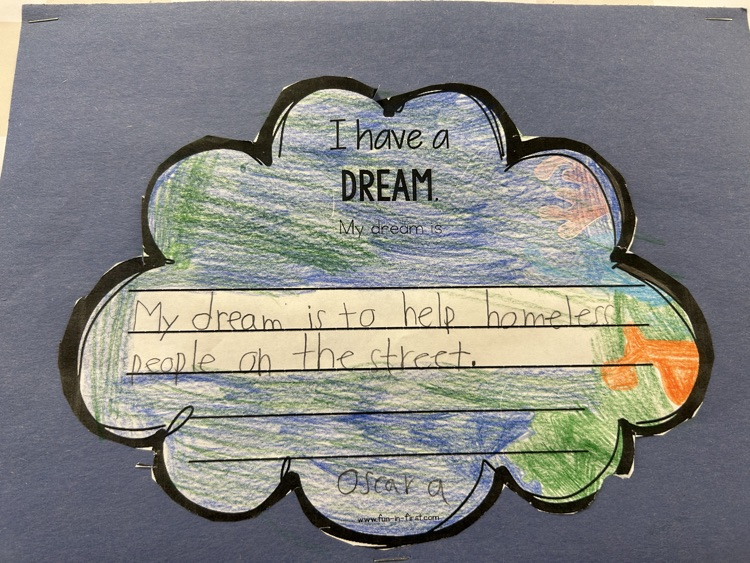 I have a
DREAM.
My dream is
My dream is to help homeless
people on the street.
Oscar a
www.fun-in-first.com